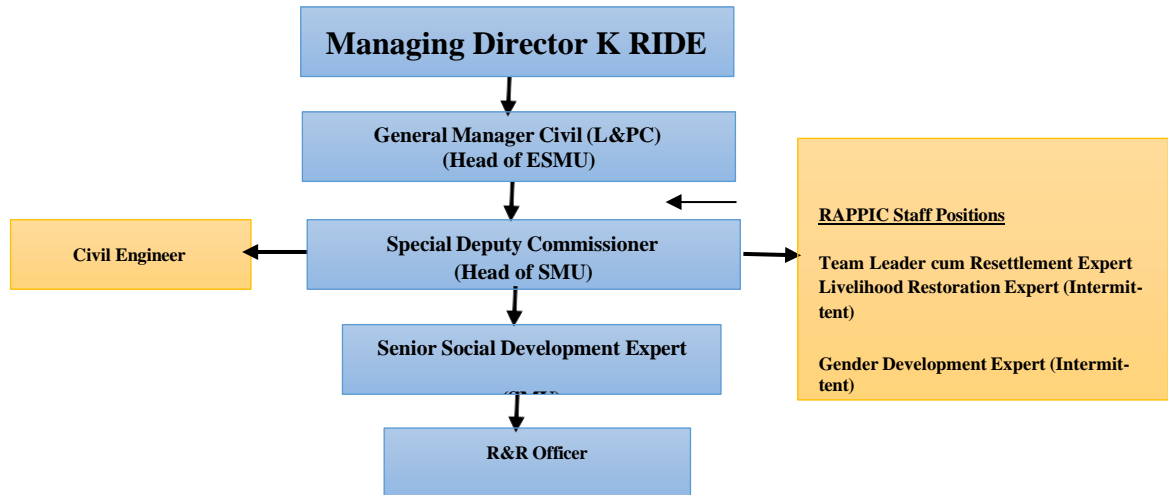 Managing Director K RIDE
General Manager Civil (L&PC)
(Head of ESMU)
Special Deputy Commissioner
(Head of SMU)
Civil Engineer
RAPPIC Staff Positions
Team Leader cum Resettlement Expert
Livelihood Restoration Expert (Intermit-
tent)
Gender Development Expert (Intermit-
tent)
Senior Social Development Expert
R&R Officer